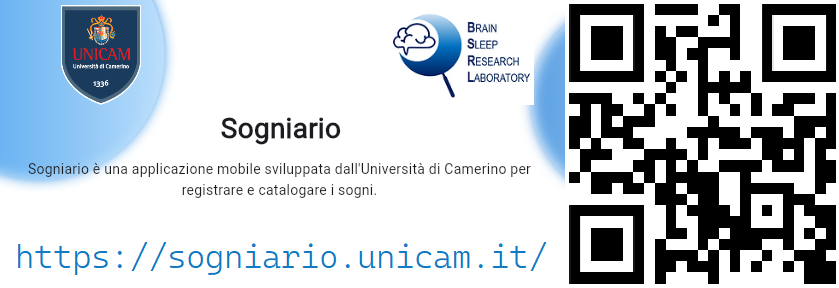 UNICAM
Università di Camerino
1336
BRAIN
SLEEP
RESEARCH
LABORATORY
Sogniario
Sogniario è una applicazione mobile sviluppata dall'Università di Camerino per
registrare e catalogare i sogni.
https://sogniario.unicam.it/